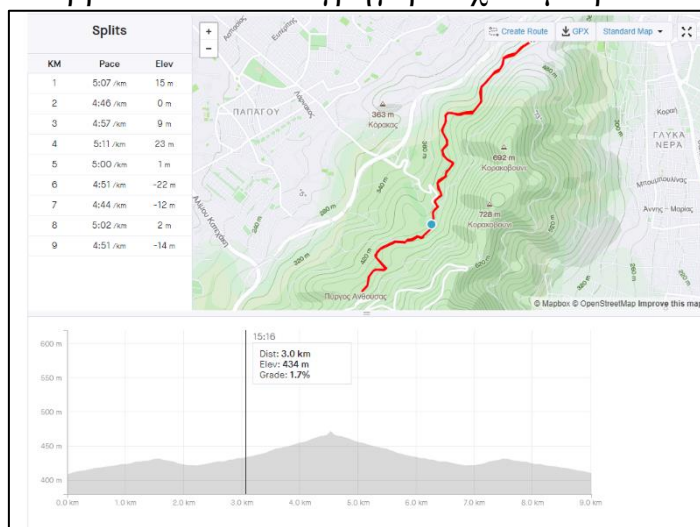 Splits
KM Pace Elev
1 5:07 /km 15 m
2 4:46 /km 0 m
3 4:57 /km 9 m
4 5:11 /km 23 m
5 5:00 /km 1 m
6 4:51 /km -22 m
7 4:44 /km -12 m
8 5:02 /km 2 m
9 4:51 /km -14 m
+
−
Create Route GPX Standard Map
ΠΑΠΑΓΟΥ
363 m
Κόρακας
692 m
Κορακοβούνι
728 m
Κορακοβούνι
ΓΛΥΚΑ
ΝΕΡΑ
Κοραή
Μπουμπουλίνας
Άννης - Μαρίας
Πύργος Ανθούσας
© Mapbox © OpenStreetMap Improve this map
15:16
Dist: 3.0 km
Elev: 434 m
Grade: 1.7%
600 m
550 m
500 m
450 m
400 m
0.0 km 1.0 km 2.0 km 3.0 km 4.0 km 5.0 km 6.0 km 7.0 km 8.0 km 9.0 km